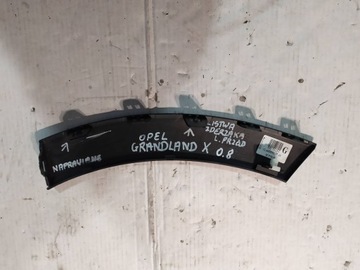 NAPRAWIANE
OPEL
GRANDLAND X 0.8
LISTWA
ZDERZAKA
L. PRZÓD
G